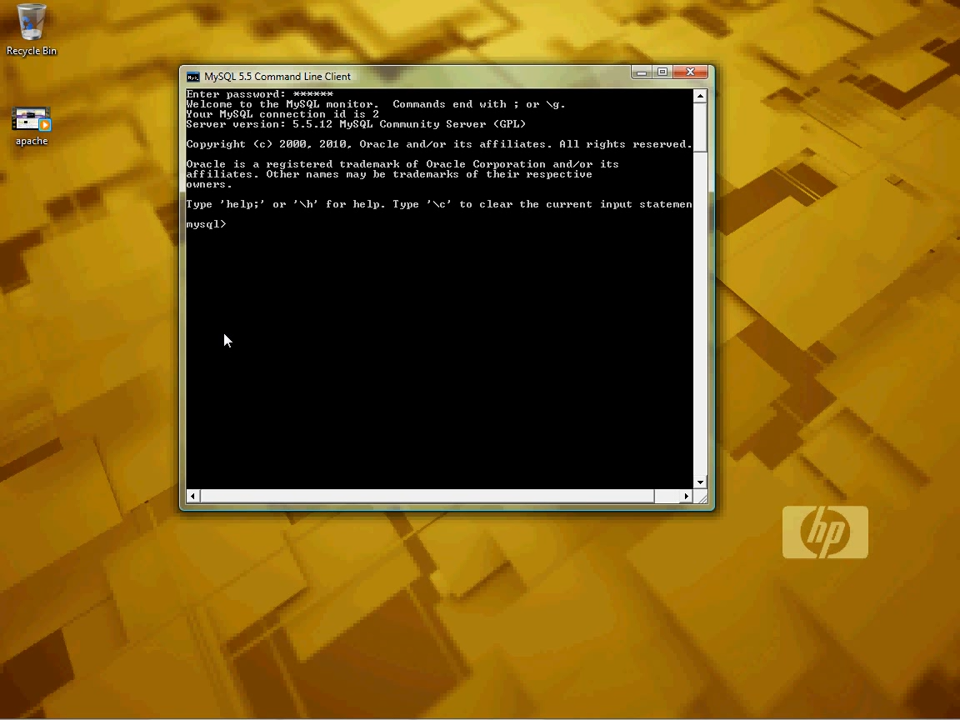 Recycle Bin
apache
MySQL 5.5 Command Line Client
Enter password: ******
Welcome to the MySQL monitor.  Commands end with ; or \g.
Your MySQL connection id is 2
Server version: 5.5.12 MySQL Community Server (GPL)
Copyright (c) 2000, 2010, Oracle and/or its affiliates. All rights reserved.
Oracle is a registered trademark of Oracle Corporation and/or its
affiliates. Other names may be trademarks of their respective
owners.
Type 'help;' or '\h' for help. Type '\c' to clear the current input statemen
mysql>
hp